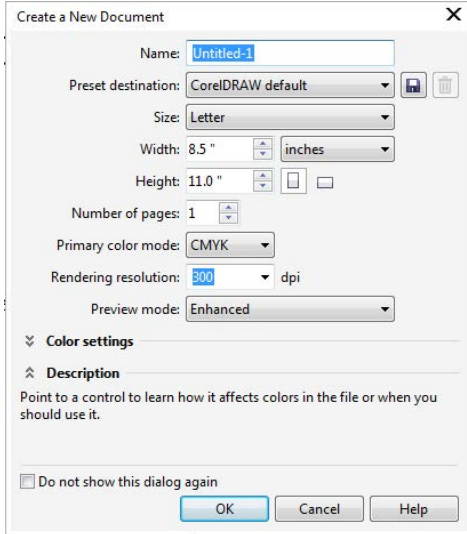 Create a New Document
Name: Untitled-1
Preset destination: CorelDRAW default
Size: Letter
Width: 8.5 " inches
Height: 11.0 "
Number of pages: 1
Primary color mode: CMYK
Rendering resolution: 300 dpi
Preview mode: Enhanced
Color settings
Description
Point to a control to learn how it affects colors in the file or when you
should use it.
Do not show this dialog again
OK Cancel Help